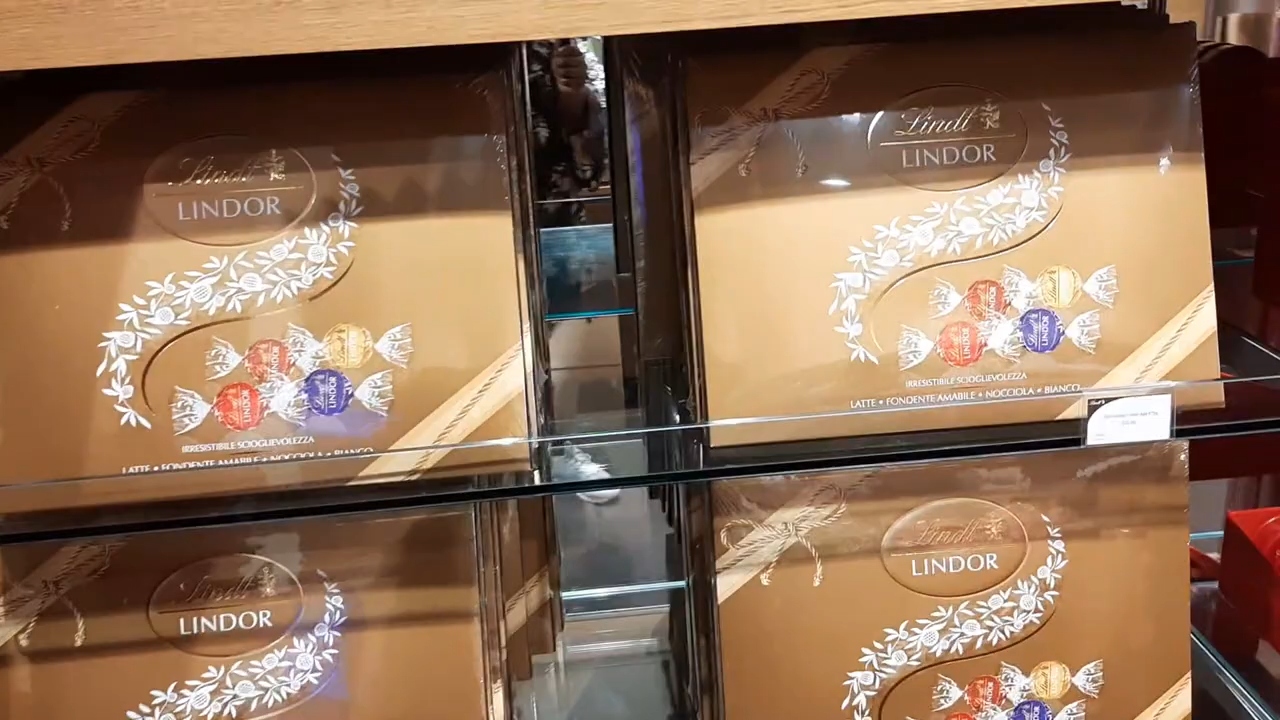 Lindt
LINDOR
IRRESISTIBILE SCIOGLIEVOLEZZA
LATTE • FONDENTE AMABILE • NOCCIOLA • BIANCO
Lindt
LINDOR
IRRESISTIBILE SCIOGLIEVOLEZZA
LATTE • FONDENTE AMABILE • NOCCIOLA • BIANCO
Lindt
LINDOR
Lindt
LINDOR